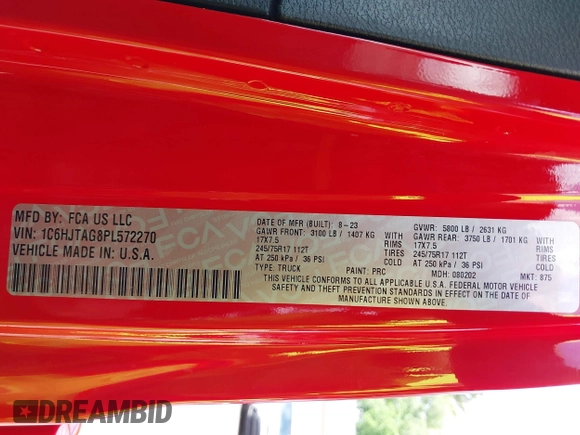 MFD BY: FCA US LLC
VIN: 1C6HJTAG8PL572270
VEHICLE MADE IN: U.S.A.
DATE OF MFR (BUILT): 8-23
GAWR FRONT: 3100 LB / 1407 KG WITH
17X7.5 RIMS
245/75R17 112T TIRES
AT 250 kPa / 36 PSI COLD
TYPE: TRUCK PAINT: PRC
GVWR: 5800 LB / 2631 KG
GAWR REAR: 3750 LB / 1701 KG WITH
17X7.5 RIMS
245/75R17 112T TIRES
AT 250 kPa / 36 PSI COLD
MDH: 080202 MKT: 875
THIS VEHICLE CONFORMS TO ALL APPLICABLE U.S.A. FEDERAL MOTOR VEHICLE
SAFETY AND THEFT PREVENTION STANDARDS IN EFFECT ON THE DATE OF
MANUFACTURE SHOWN ABOVE.
DREAMBID